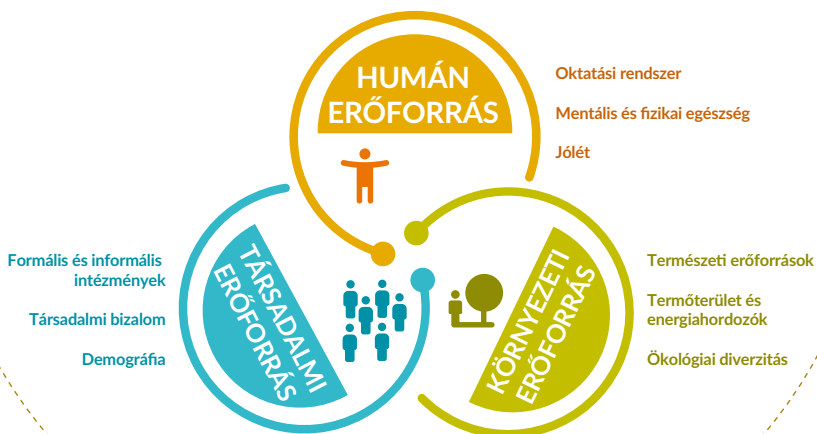 HUMÁN
ERŐFORRÁS
Oktatási rendszer
Mentális és fizikai egészség
Jólét
TÁRSADALMI
ERŐFORRÁS
Formális és informális
intézmények
Társadalmi bizalom
Demográfia
KÖRNYEZETI
ERŐFORRÁS
Természeti erőforrások
Termőterület és
energiahordozók
Ökológiai diverzitás